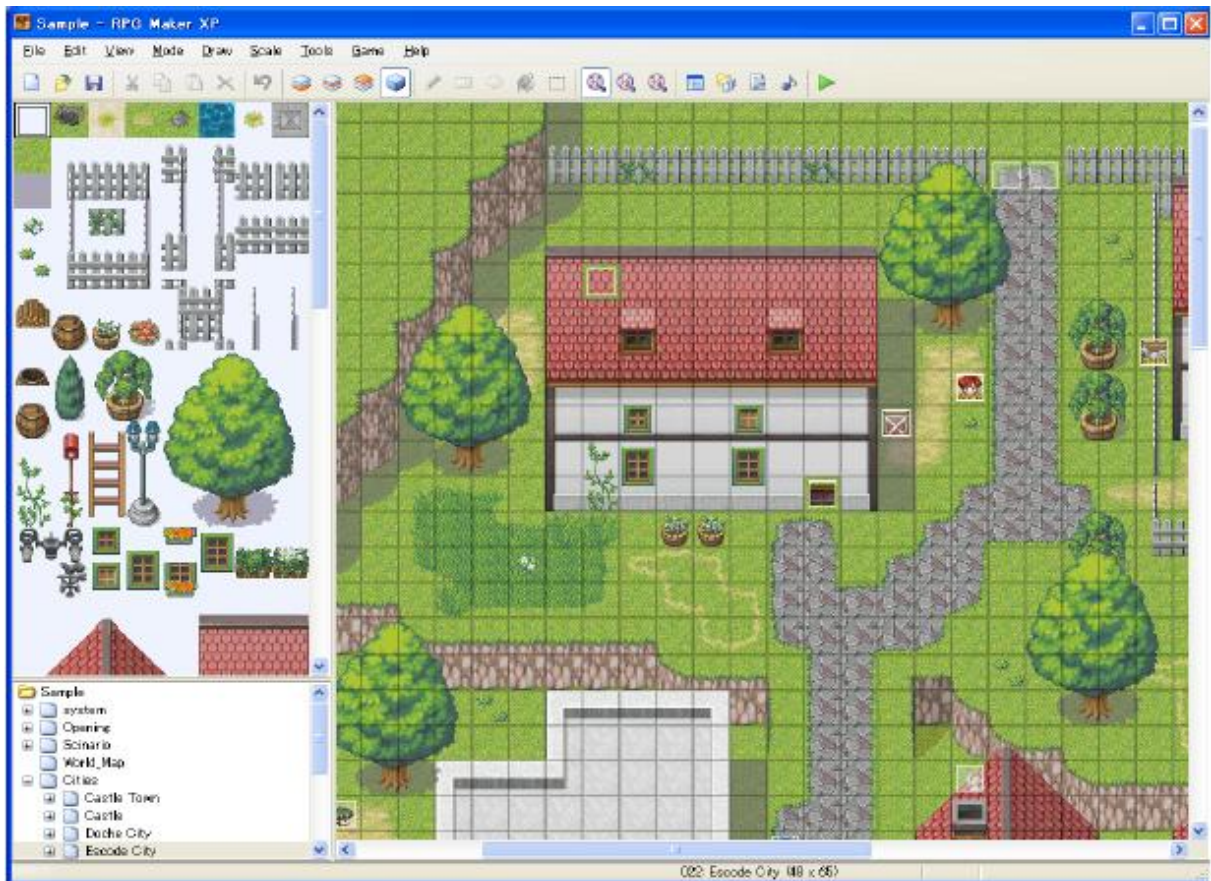 Sample - RPG Maker XP
File Edit View Mode Draw Scale Tools Game Help
Sample
system
Opening
Scinario
World_Map
Cities
Castle Town
Castle
Doche City
Escode City
022: Escode City (48 x 65)